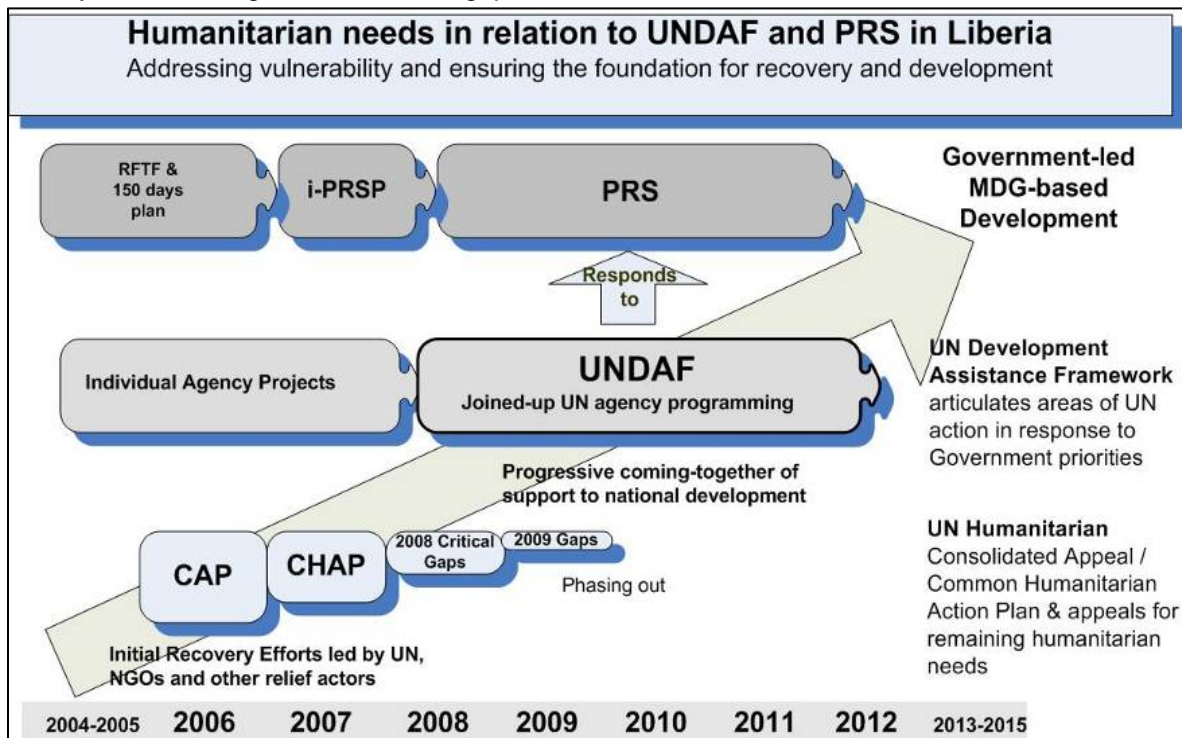 Humanitarian needs in relation to UNDAF and PRS in Liberia
Addressing vulnerability and ensuring the foundation for recovery and development
RFTF &
150 days
plan
i-PRSP
PRS
Government-led
MDG-based
Development
Responds
to
Individual Agency Projects
UNDAF
Joined-up UN agency programming
UN Development
Assistance Framework
articulates areas of UN
action in response to
Government priorities
Progressive coming-together of
support to national development
CAP
CHAP
2008 Critical
Gaps
2009 Gaps
Phasing out
UN Humanitarian
Consolidated Appeal /
Common Humanitarian
Action Plan & appeals for
remaining humanitarian
needs
Initial Recovery Efforts led by UN,
NGOs and other relief actors
2004-2005 2006 2007 2008 2009 2010 2011 2012 2013-2015